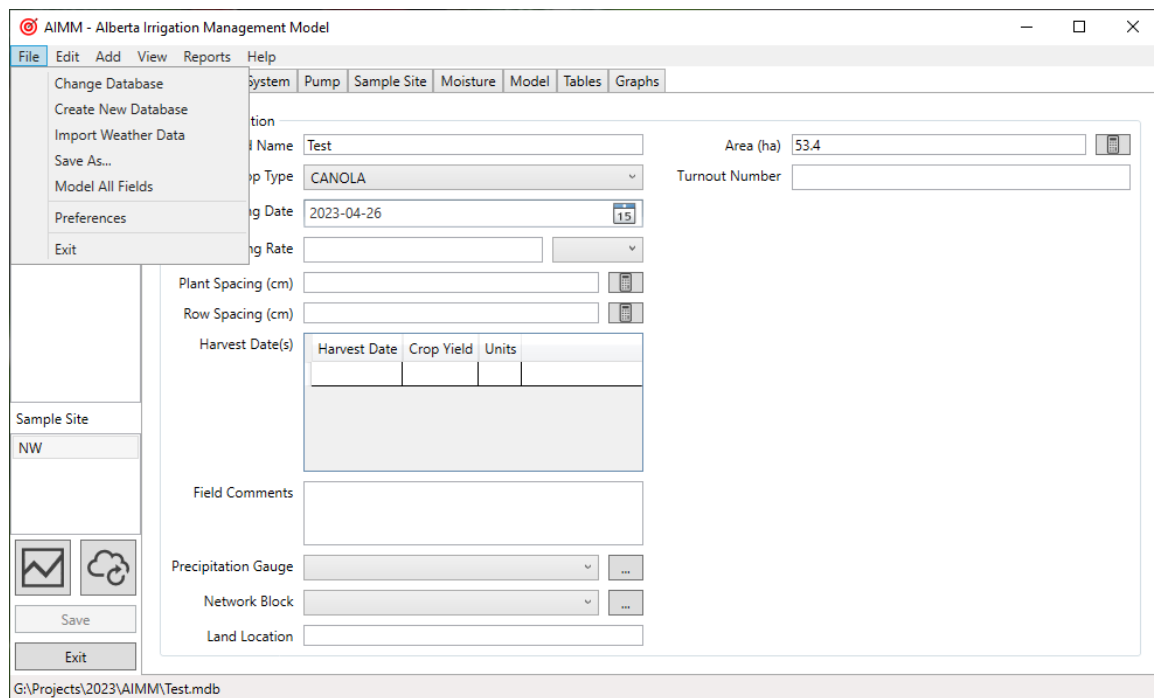 AIMM - Alberta Irrigation Management Model
File Edit Add View Reports Help
System Pump Sample Site Moisture Model Tables Graphs
Change Database
Create New Database
Import Weather Data
Save As...
Model All Fields
Preferences
Exit
Name Test
Area (ha) 53.4
Type CANOLA
Turnout Number
Date 2023-04-26 15
Rate
Plant Spacing (cm)
Row Spacing (cm)
Harvest Date(s)
Harvest Date Crop Yield Units
Sample Site
NW
Field Comments
Precipitation Gauge ...
Network Block ...
Land Location
Save
Exit
G:\Projects\2023\AIMM\Test.mdb